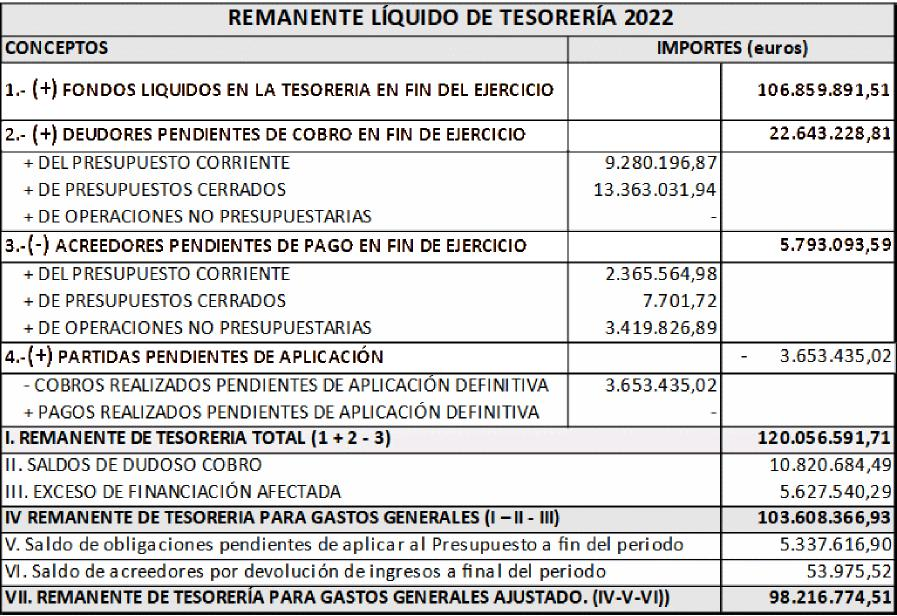 REMANENTE LÍQUIDO DE TESORERÍA 2022
CONCEPTOS IMPORTES (euros)
1.- (+) FONDOS LIQUIDOS EN LA TESORERIA EN FIN DEL EJERCICIO 106.859.891,51
2.- (+) DEUDORES PENDIENTES DE COBRO EN FIN DE EJERCICIO 22.643.228,81
+ DEL PRESUPUESTO CORRIENTE 9.280.196,87
+ DE PRESUPUESTOS CERRADOS 13.363.031,94
+ DE OPERACIONES NO PRESUPUESTARIAS -
3.-(-) ACREEDORES PENDIENTES DE PAGO EN FIN DE EJERCICIO 5.793.093,59
+ DEL PRESUPUESTO CORRIENTE 2.365.564,98
+ DE PRESUPUESTOS CERRADOS 7.701,72
+ DE OPERACIONES NO PRESUPUESTARIAS 3.419.826,89
4.-(+) PARTIDAS PENDIENTES DE APLICACIÓN - 3.653.435,02
- COBROS REALIZADOS PENDIENTES DE APLICACIÓN DEFINITIVA 3.653.435,02
+ PAGOS REALIZADOS PENDIENTES DE APLICACIÓN DEFINITIVA -
I. REMANENTE DE TESORERIA TOTAL (1 + 2 - 3) 120.056.591,71
II. SALDOS DE DUDOSO COBRO 10.820.684,49
III. EXCESO DE FINANCIACIÓN AFECTADA 5.627.540,29
IV REMANENTE DE TESORERIA PARA GASTOS GENERALES (I – II - III) 103.608.366,93
V. Saldo de obligaciones pendientes de aplicar al Presupuesto a fin del periodo 5.337.616,90
VI. Saldo de acreedores por devolución de ingresos a final del periodo 53.975,52
VII. REMANENTE DE TESORERÍA PARA GASTOS GENERALES AJUSTADO. (IV-V-VI)) 98.216.774,51